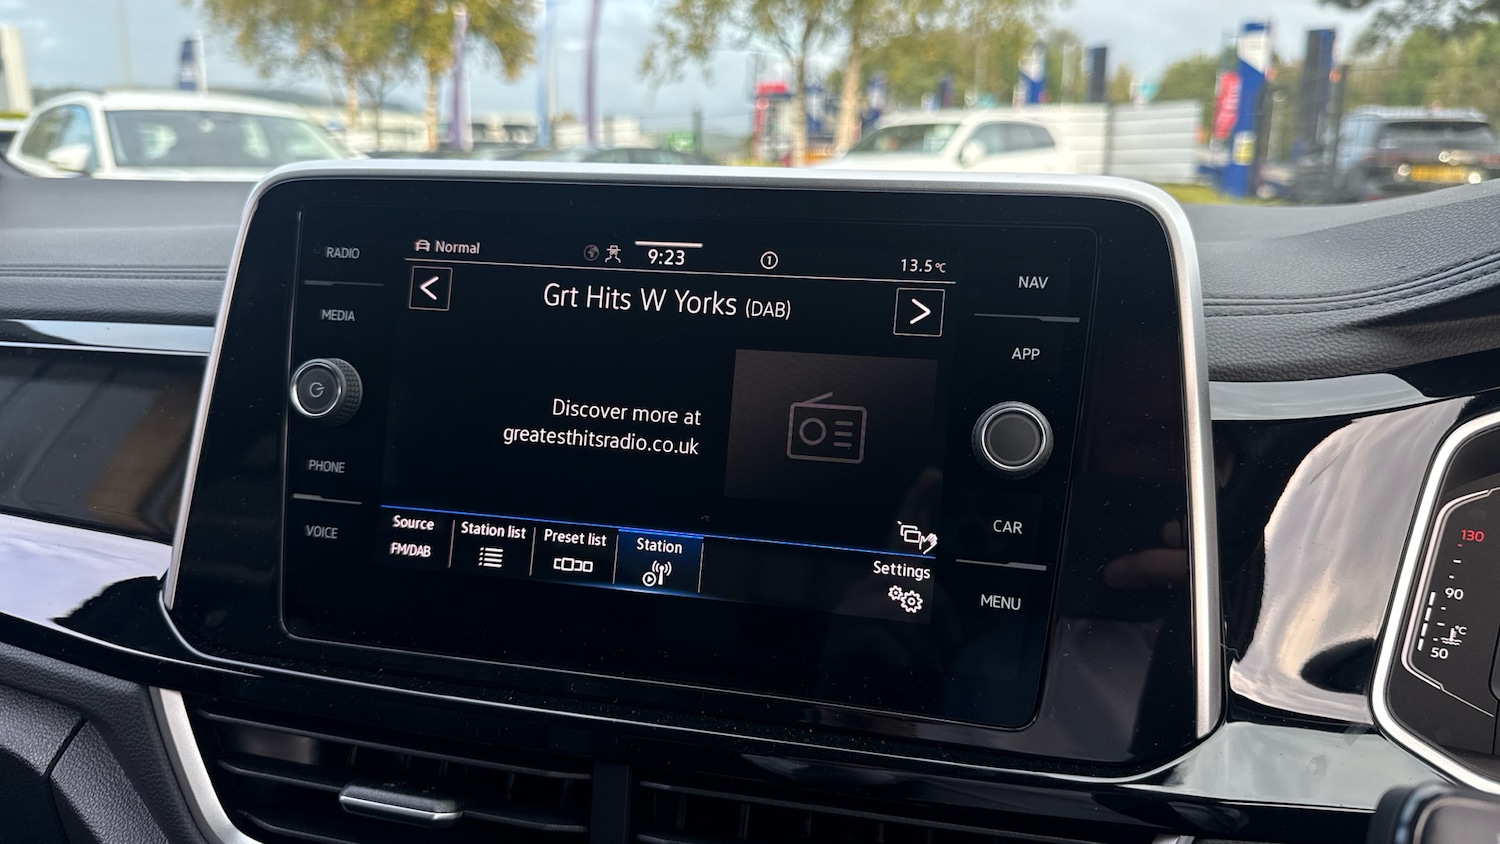 RADIO
MEDIA
PHONE
VOICE
Normal
9:23
1
13.5°C
<
Grt Hits W Yorks (DAB)
>
Discover more at
greatesthitsradio.co.uk
Source
FM/DAB
Station list
Preset list
Station
Settings
NAV
APP
CAR
MENU
130
90
°C
50